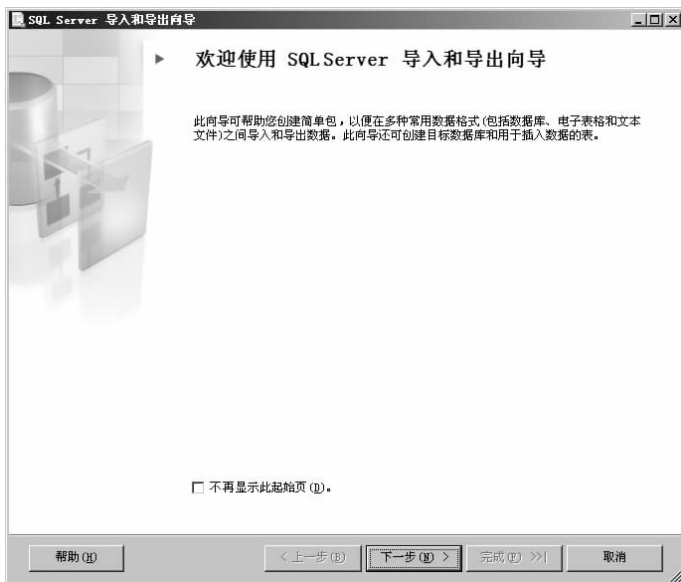 SQL Server 导入和导出向导
欢迎使用 SQL Server 导入和导出向导
此向导可帮助您创建简单包，以便在多种常用数据格式(包括数据库、电子表格和文本
文件)之间导入和导出数据。此向导还可创建目标数据库和用于插入数据的表。
不再显示此起始页(D)。
帮助(H)
< 上一步(B)
下一步(N) >
完成(F) >>|
取消